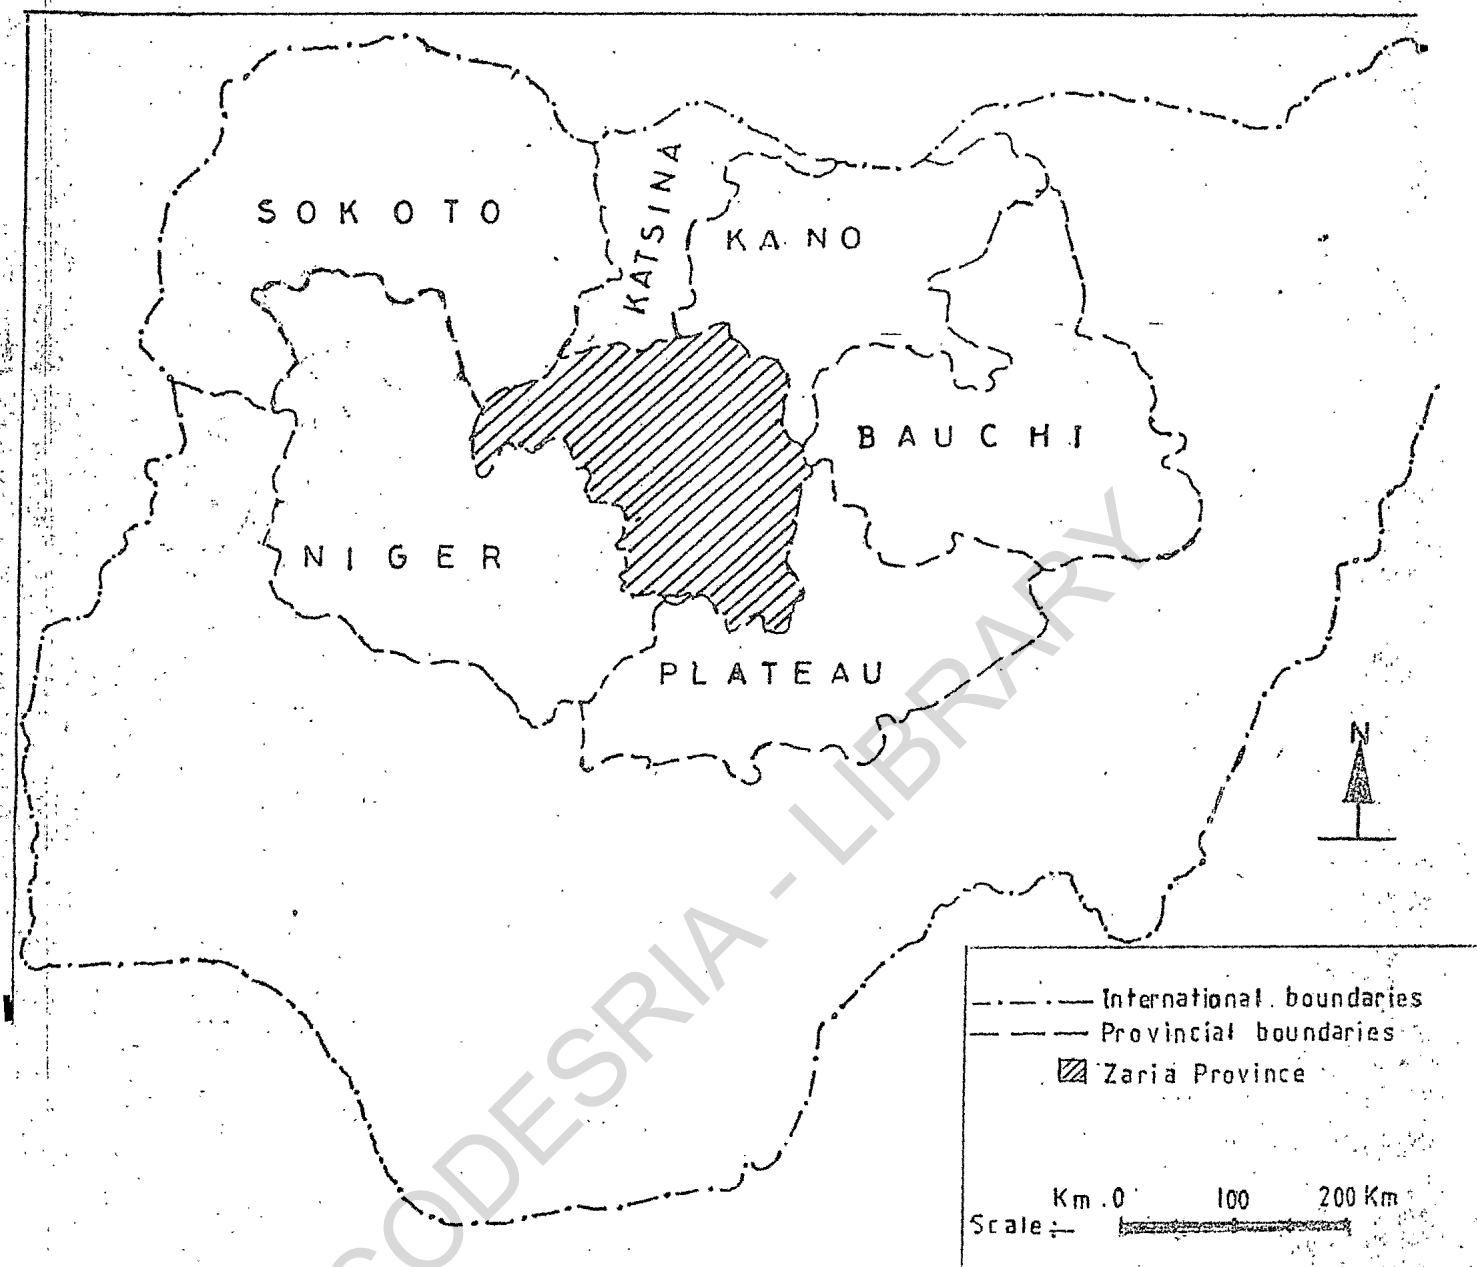 SOKOTO
KATSINA
KANO
BAUCHI
NIGER
PLATEAU
N
International boundaries
Provincial boundaries
Zaria Province
Km. 0 100 200 Km
Scale:-
CODESRIA - LIBRARY